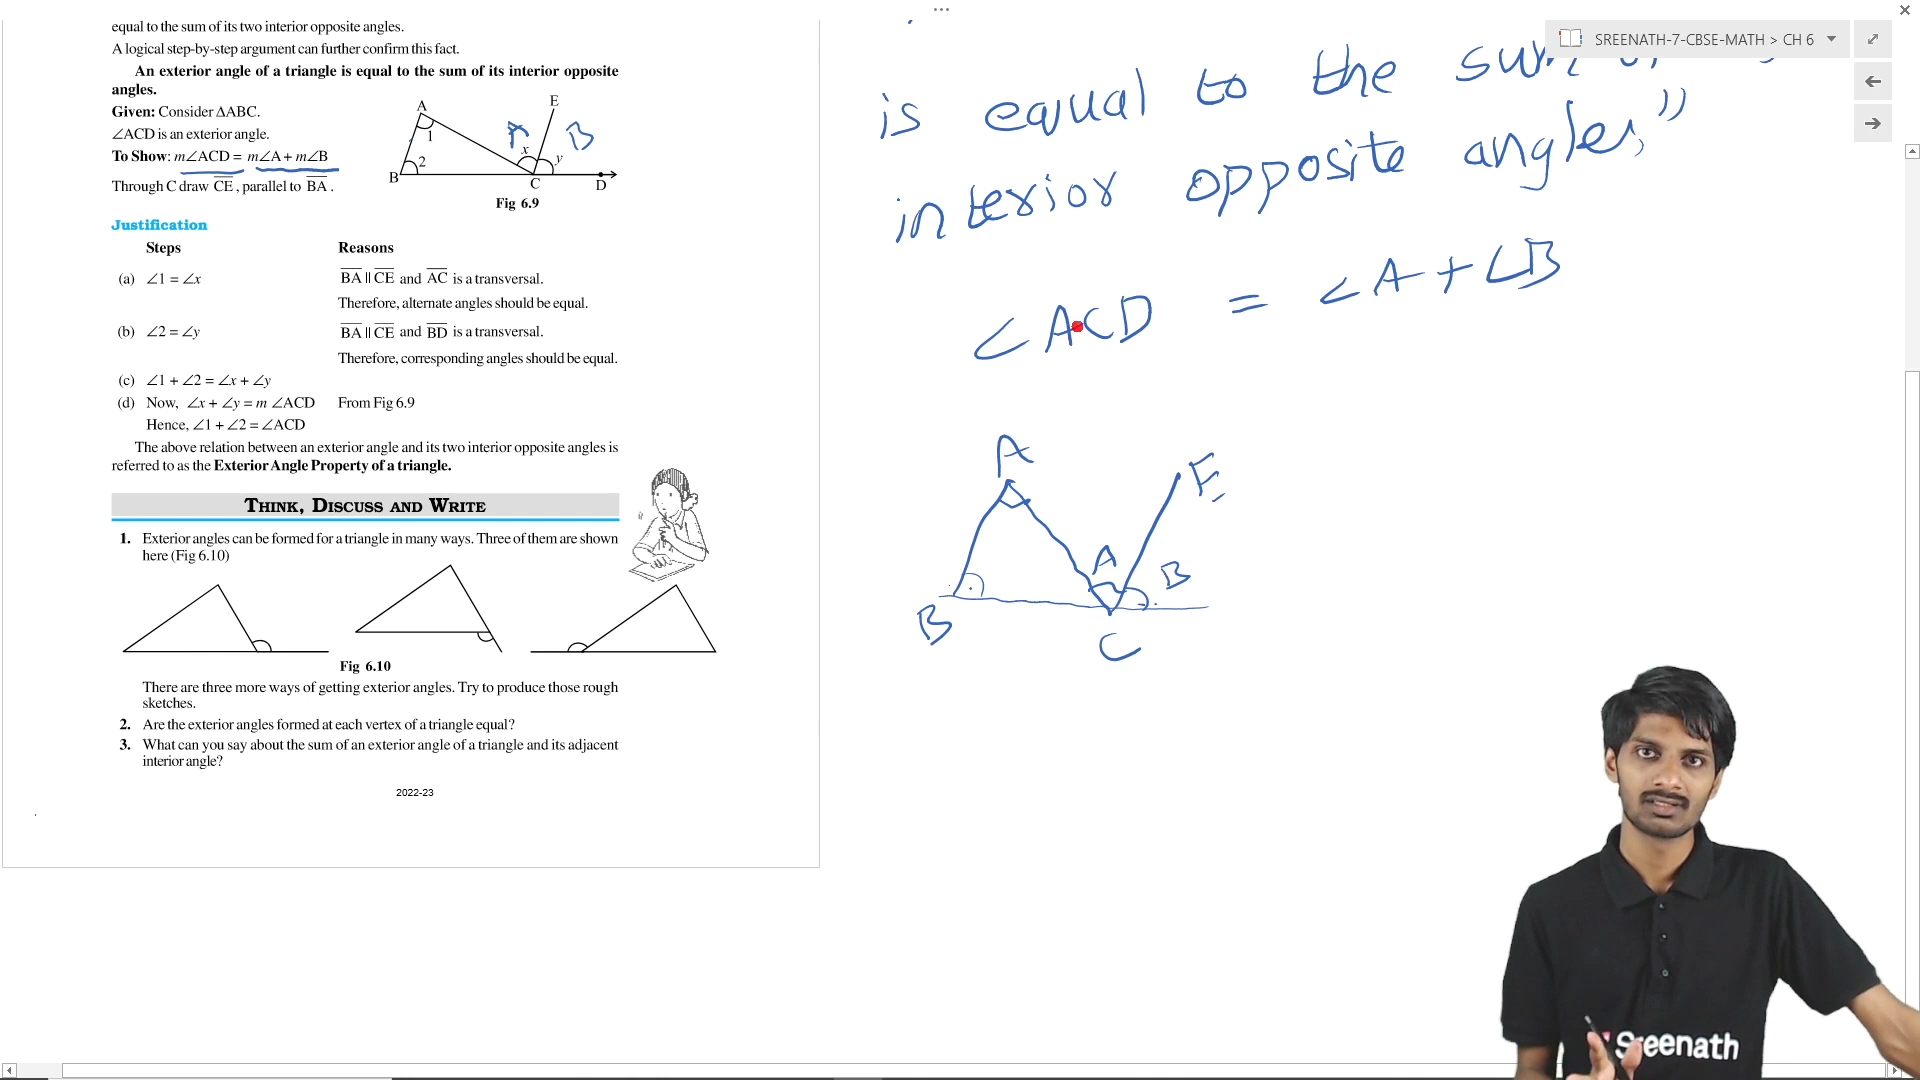 equal to the sum of its two interior opposite angles.
A logical step-by-step argument can further confirm this fact.
An exterior angle of a triangle is equal to the sum of its interior opposite
angles.
Given: Consider ΔABC.
∠ACD is an exterior angle.
To Show: m∠ACD = m∠A + m∠B
Through C draw CE, parallel to BA.
A
1
2
B
x
y
C
D
E
A
B
Fig 6.9
Justification
Steps Reasons
(a) ∠1 = ∠x BA || CE and AC is a transversal.
Therefore, alternate angles should be equal.
(b) ∠2 = ∠y BA || CE and BD is a transversal.
Therefore, corresponding angles should be equal.
(c) ∠1 + ∠2 = ∠x + ∠y
(d) Now, ∠x + ∠y = m ∠ACD From Fig 6.9
Hence, ∠1 + ∠2 = ∠ACD
The above relation between an exterior angle and its two interior opposite angles is
referred to as the Exterior Angle Property of a triangle.
THINK, DISCUSS AND WRITE
1. Exterior angles can be formed for a triangle in many ways. Three of them are shown
here (Fig 6.10)
Fig 6.10
There are three more ways of getting exterior angles. Try to produce those rough
sketches.
2. Are the exterior angles formed at each vertex of a triangle equal?
3. What can you say about the sum of an exterior angle of a triangle and its adjacent
interior angle?
2022-23
SREENATH-7-CBSE-MATH > CH 6
is equal to the sum
interior opposite angles,"
∠ACD = ∠A + ∠B
A
E
A
B
B
C
Sreenath